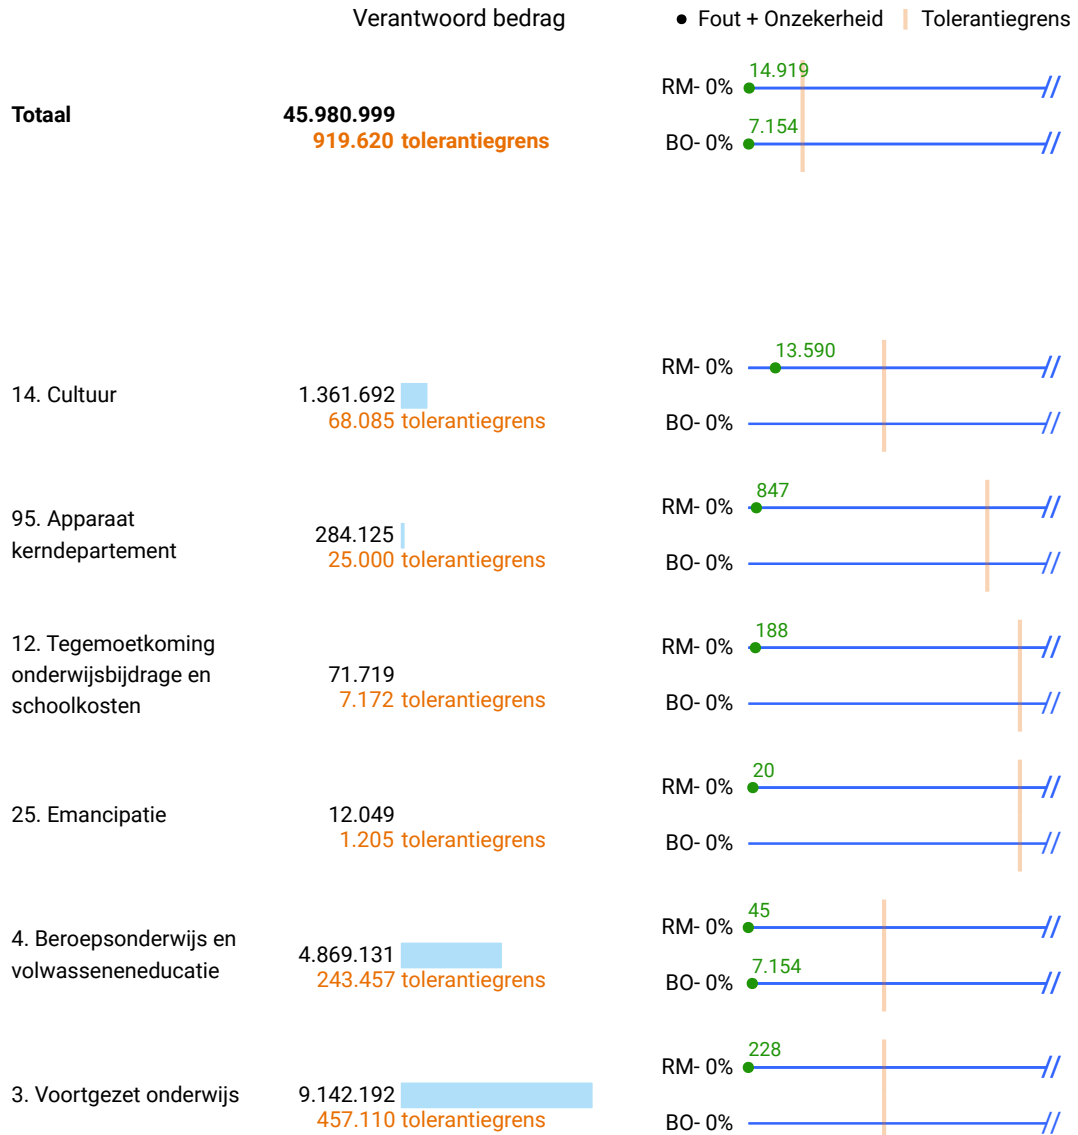 Verantwoord bedrag
Fout + Onzekerheid
Tolerantiegrens
Totaal
45.980.999
919.620 tolerantiegrens
RM- 0%
14.919
BO- 0%
7.154
14. Cultuur
1.361.692
68.085 tolerantiegrens
RM- 0%
13.590
BO- 0%
95. Apparaat
kerndepartement
284.125
25.000 tolerantiegrens
RM- 0%
847
BO- 0%
12. Tegemoetkoming
onderwijsbijdrage en
schoolkosten
71.719
7.172 tolerantiegrens
RM- 0%
188
BO- 0%
25. Emancipatie
12.049
1.205 tolerantiegrens
RM- 0%
20
BO- 0%
4. Beroepsonderwijs en
volwasseneneducatie
4.869.131
243.457 tolerantiegrens
RM- 0%
45
BO- 0%
7.154
3. Voortgezet onderwijs
9.142.192
457.110 tolerantiegrens
RM- 0%
228
BO- 0%